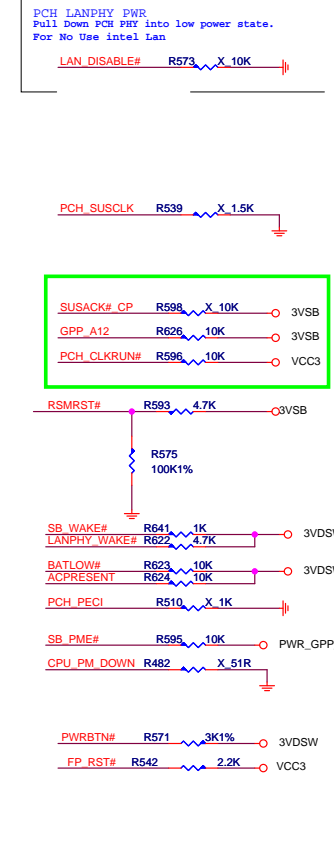 PCH LANPHY PWR
Pull Down PCH PHY into low power state.
For No Use intel Lan
LAN_DISABLE# R573 X_10K
PCH_SUSCLK R539 X_1.5K
SUSACK#_CP R598 X_10K 3VSB
GPP_A12 R626 10K 3VSB
PCH_CLKRUN# R596 10K VCC3
RSMRST# R593 4.7K 3VSB
R575
100K1%
SB_WAKE# R641 1K 3VDSW
LANPHY_WAKE# R622 4.7K
BATLOW# R623 10K 3VDSW
ACPRESENT R624 10K
PCH_PECI R510 X_1K
SB_PME# R595 10K PWR_GPP
CPU_PM_DOWN R482 X_51R
PWRBTN# R571 3K1% 3VDSW
FP_RST# R542 2.2K VCC3